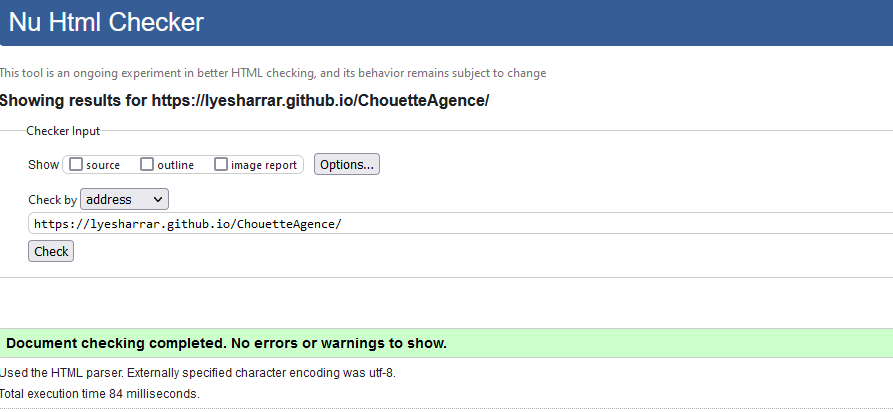 Nu Html Checker
This tool is an ongoing experiment in better HTML checking, and its behavior remains subject to change
Showing results for https://lyesharrar.github.io/ChouetteAgence/
Checker Input
Show source outline image report Options...
Check by address
https://lyesharrar.github.io/ChouetteAgence/
Check
Document checking completed. No errors or warnings to show.
Used the HTML parser. Externally specified character encoding was utf-8.
Total execution time 84 milliseconds.